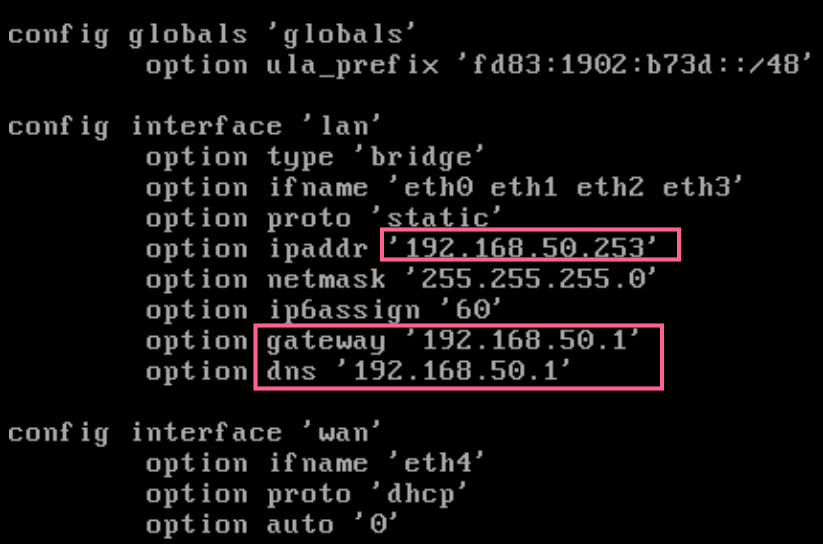 config globals 'globals'
option ula_prefix 'fd83:1902:b73d::/48'
config interface 'lan'
option type 'bridge'
option ifname 'eth0 eth1 eth2 eth3'
option proto 'static'
option ipaddr '192.168.50.253'
option netmask '255.255.255.0'
option ip6assign '60'
option gateway '192.168.50.1'
option dns '192.168.50.1'
config interface 'wan'
option ifname 'eth4'
option proto 'dhcp'
option auto '0'